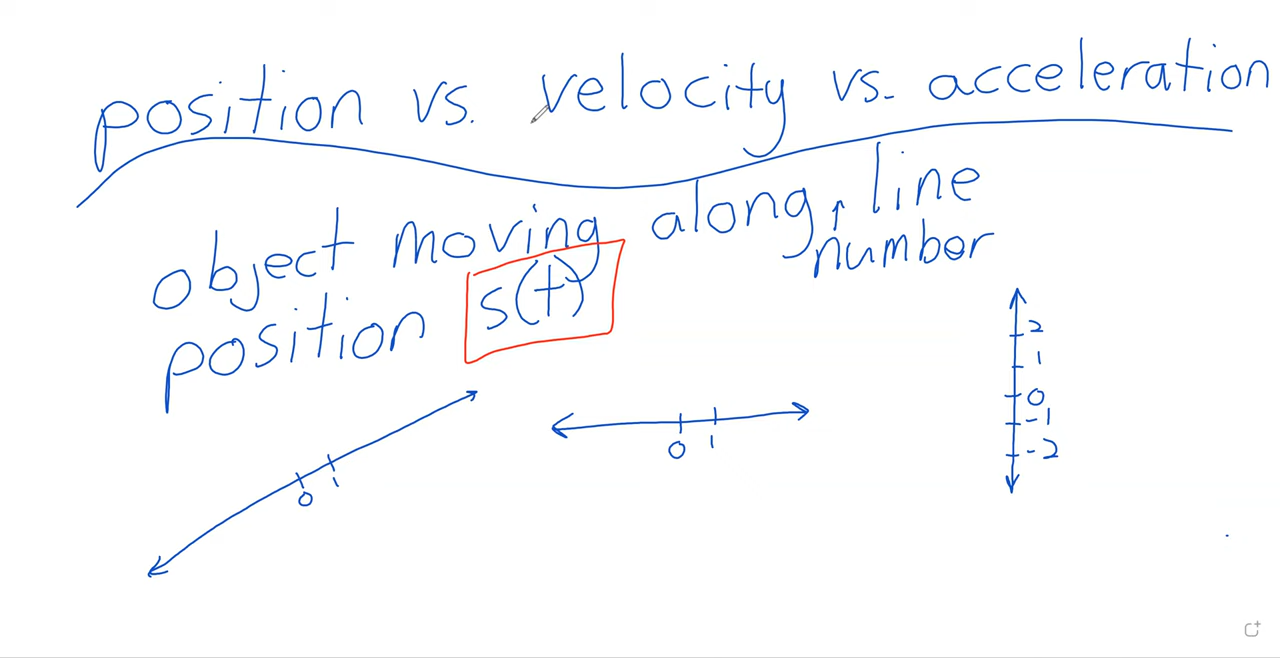 position vs. velocity vs. acceleration
object moving along line
number
position s(t)
2
1
0
-1
-2
0 1
0 1